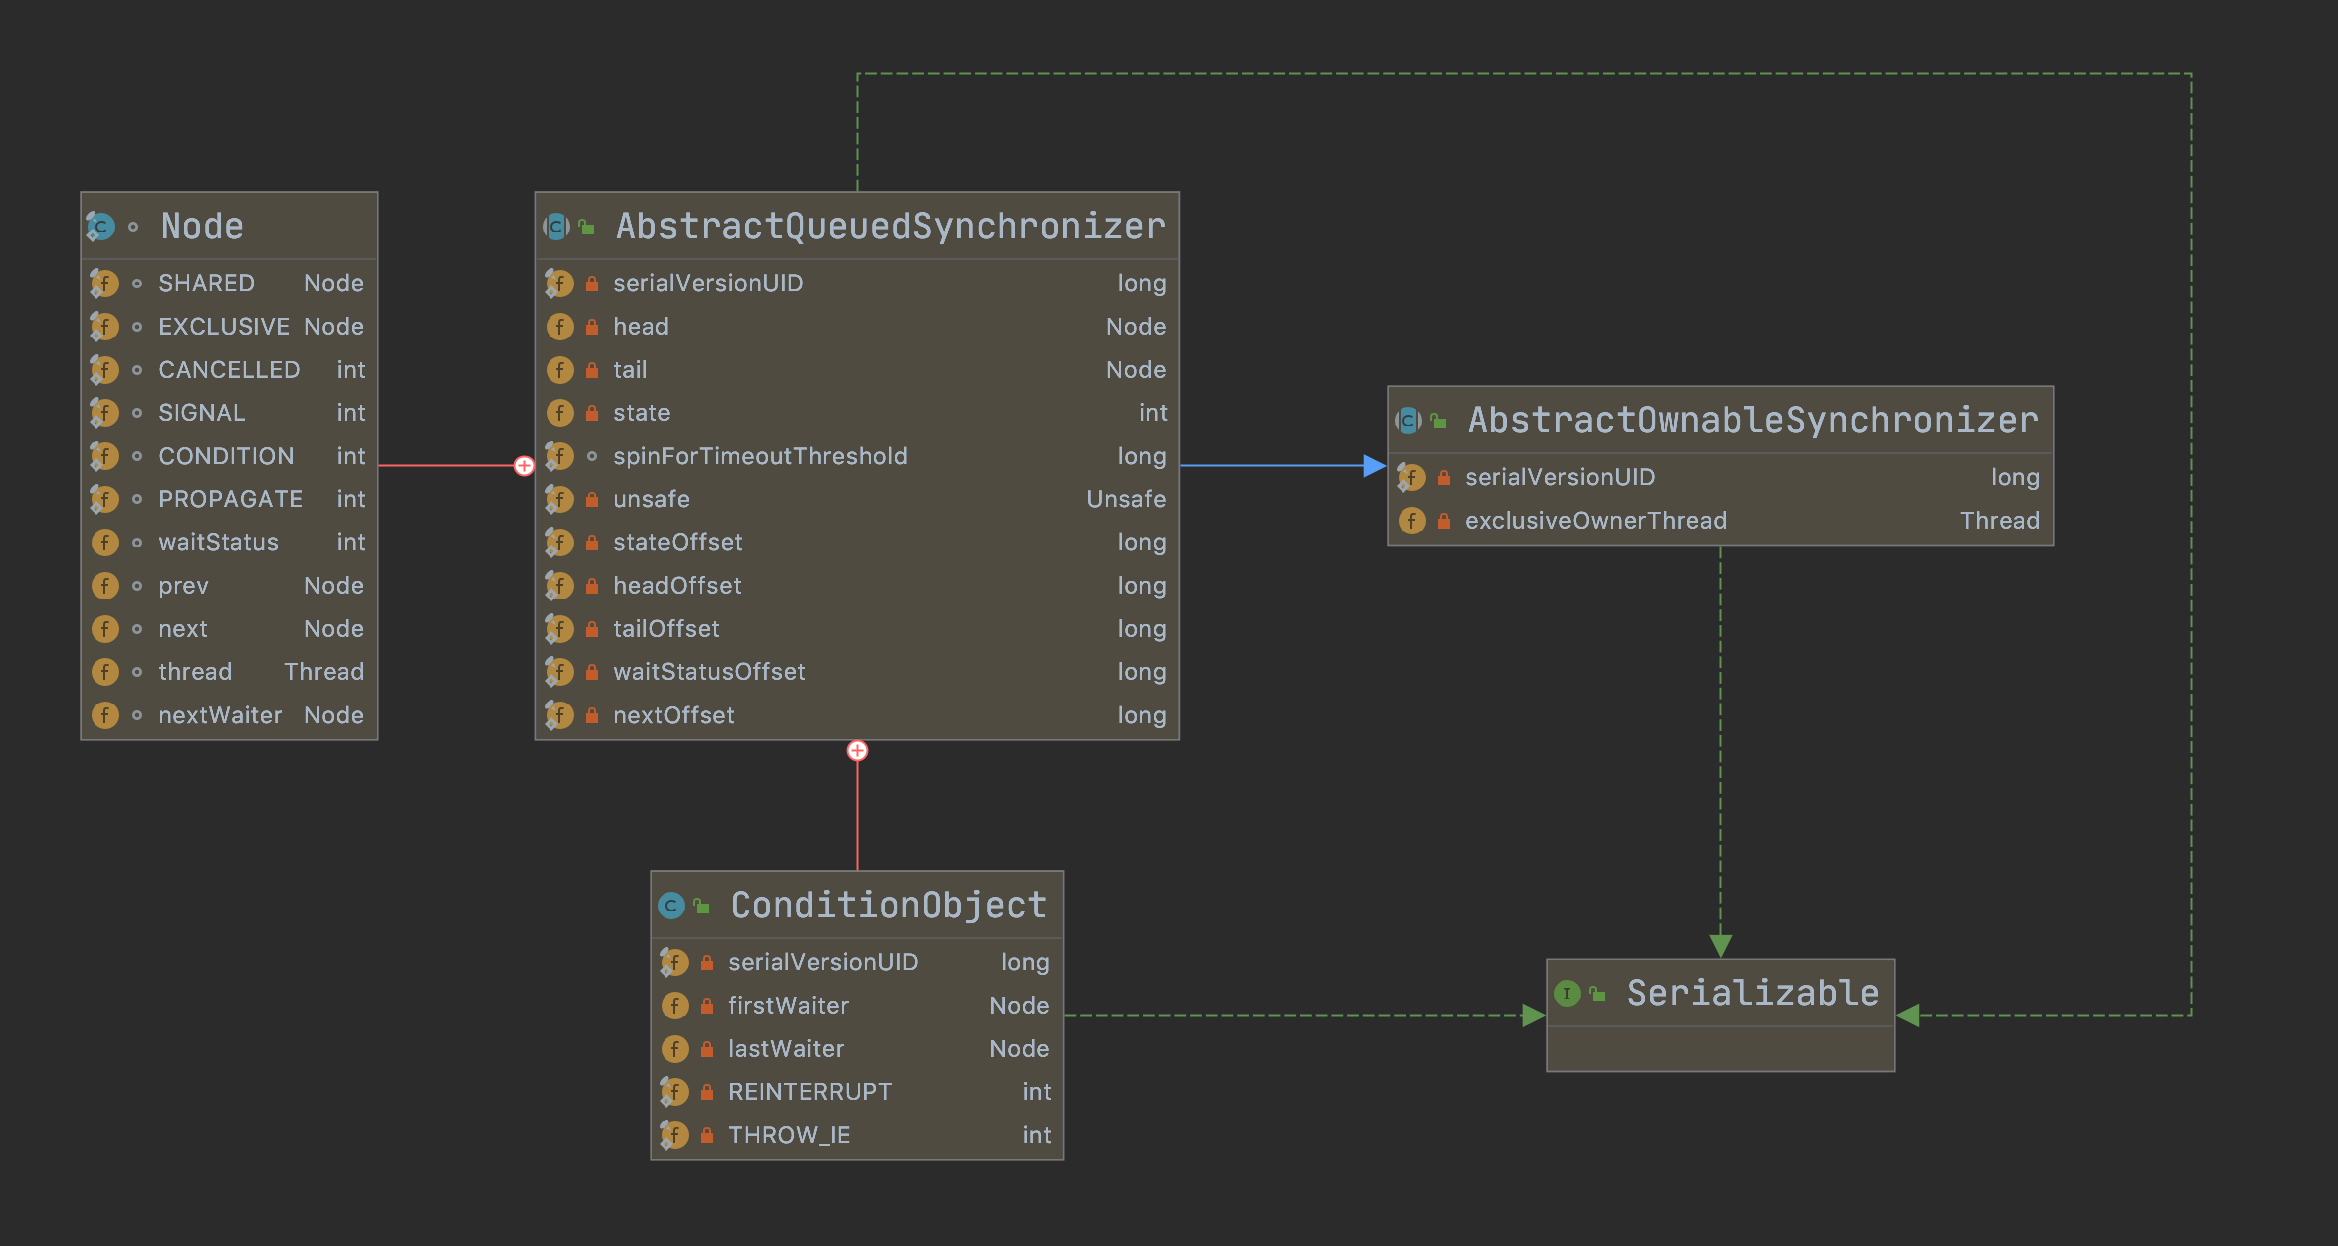 Node
SHARED Node
EXCLUSIVE Node
CANCELLED int
SIGNAL int
CONDITION int
PROPAGATE int
waitStatus int
prev Node
next Node
thread Thread
nextWaiter Node
AbstractQueuedSynchronizer
serialVersionUID long
head Node
tail Node
state int
spinForTimeoutThreshold long
unsafe Unsafe
stateOffset long
headOffset long
tailOffset long
waitStatusOffset long
nextOffset long
AbstractOwnableSynchronizer
serialVersionUID long
exclusiveOwnerThread Thread
ConditionObject
serialVersionUID long
firstWaiter Node
lastWaiter Node
REINTERRUPT int
THROW_IE int
Serializable